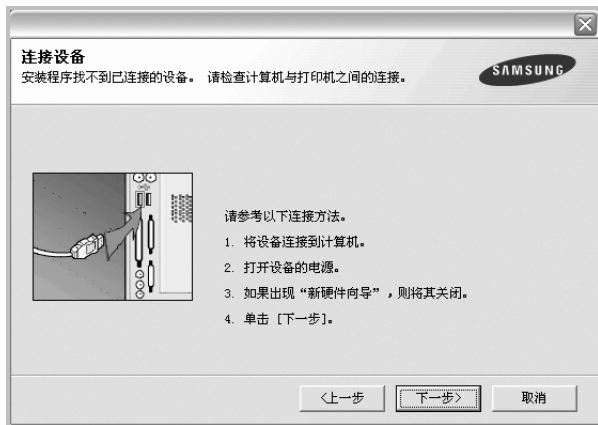 连接设备
安装程序找不到已连接的设备。 请检查计算机与打印机之间的连接。
SAMSUNG
请参考以下连接方法。
1. 将设备连接到计算机。
2. 打开设备的电源。
3. 如果出现“新硬件向导”，则将其关闭。
4. 单击 [下一步]。
<上一步
下一步>
取消